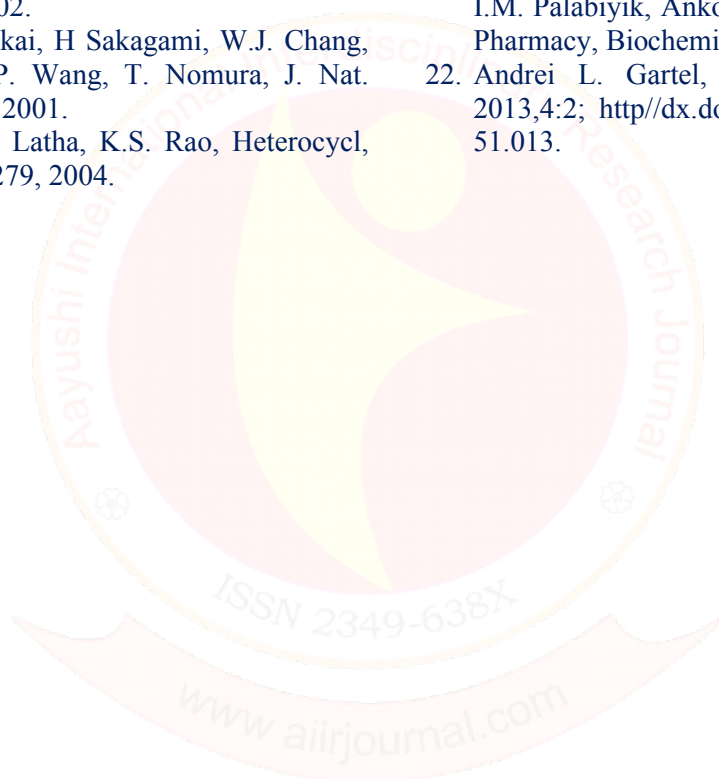 02.
kai, H Sakagami, W.J. Chang,
P. Wang, T. Nomura, J. Nat.
2001.
Latha, K.S. Rao, Heterocycl,
279, 2004.
I.M. Palabiyik, Anko
Pharmacy, Biochemi
22. Andrei L. Gartel,
2013,4:2; http//dx.do
51.013.
Aayushi International Interdisciplinary Research Journal
ISSN 2349-638X
www.aiirjournal.com